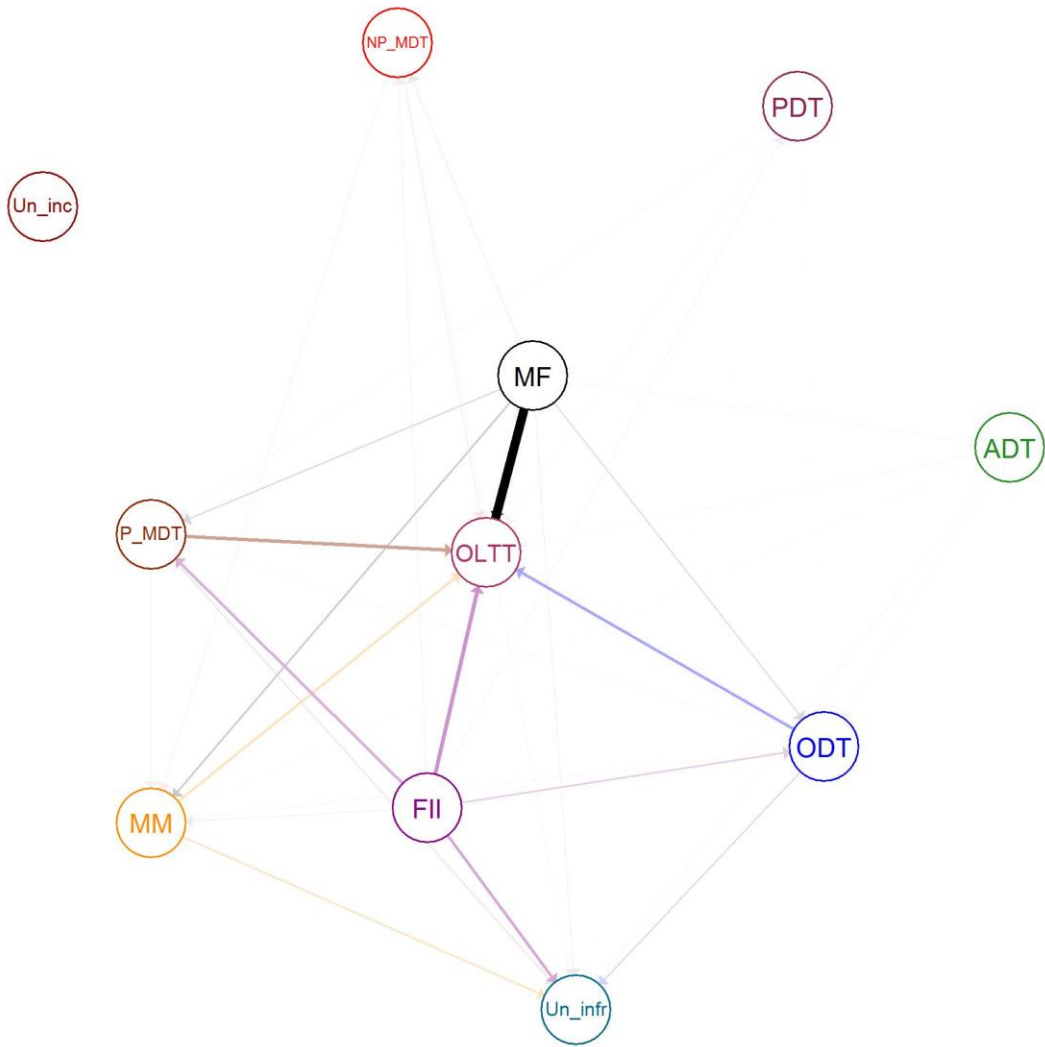 NP_MDT
PDT
Un_inc
MF
ADT
P_MDT
OLTT
ODT
FII
MM
Un_infr